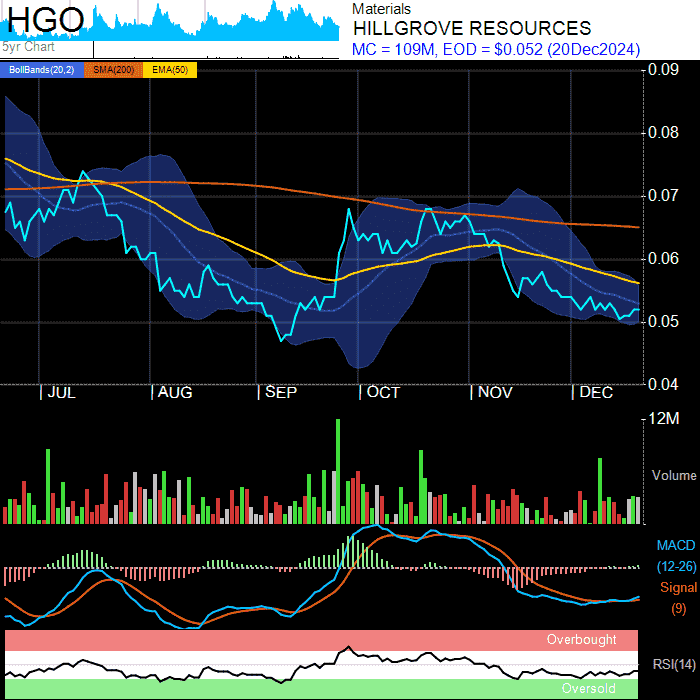 HGO
5yr Chart
Materials
HILLGROVE RESOURCES
MC = 109M, EOD = $0.052 (20Dec2024)
BollBands(20,2) SMA(200) EMA(50)
0.09
0.08
0.07
0.06
0.05
0.04
JUL AUG SEP OCT NOV DEC
12M
Volume
MACD
(12-26)
Signal
(9)
Overbought
RSI(14)
Oversold